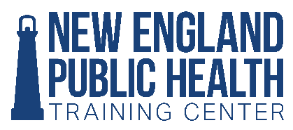 NEW ENGLAND
PUBLIC HEALTH
TRAINING CENTER